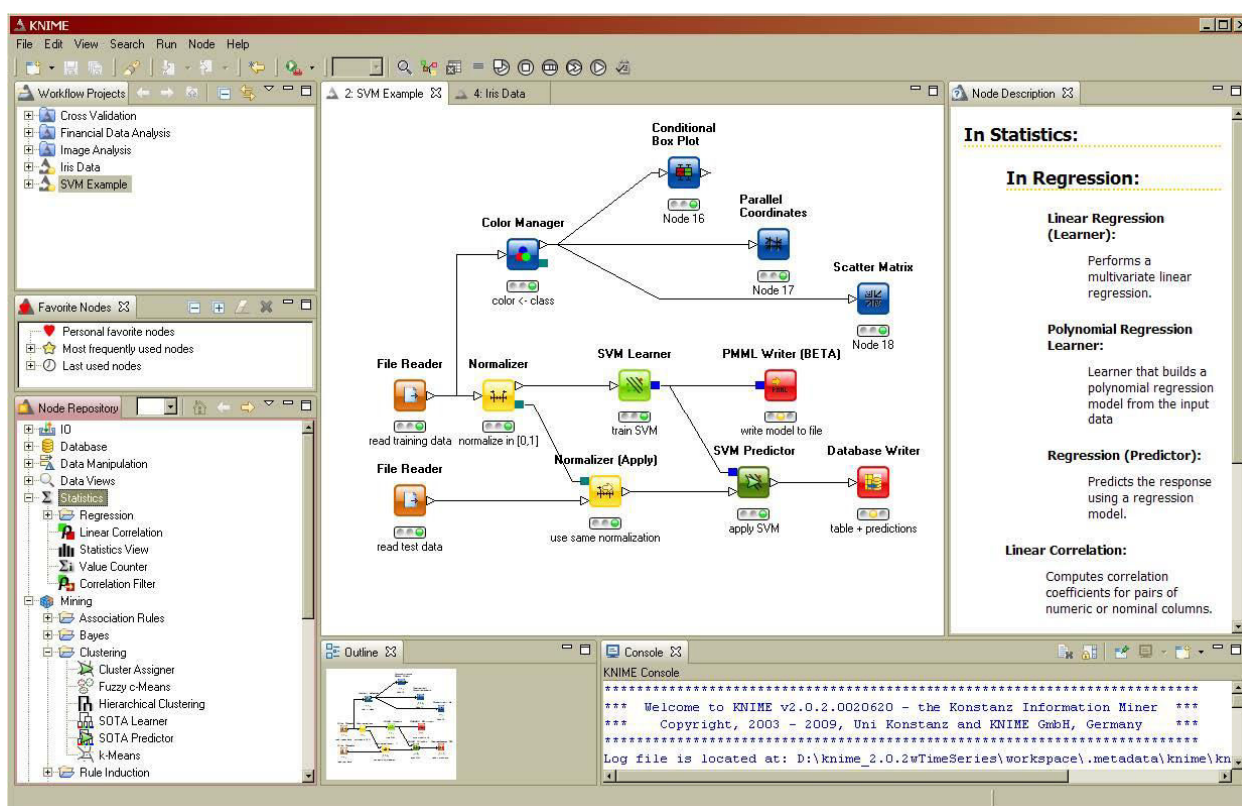 KNIME
File Edit View Search Run Node Help
Workflow Projects
Cross Validation
Financial Data Analysis
Image Analysis
Iris Data
SVM Example
Favorite Nodes
Personal favorite nodes
Most frequently used nodes
Last used nodes
Node Repository
IO
Database
Data Manipulation
Data Views
Statistics
Regression
Linear Correlation
Statistics View
Value Counter
Correlation Filter
Mining
Association Rules
Bayes
Clustering
Cluster Assigner
Fuzzy c-Means
Hierarchical Clustering
SOTA Learner
SOTA Predictor
k-Means
Rule Induction
2: SVM Example
4: Iris Data
Conditional
Box Plot
Node 16
Parallel
Coordinates
Node 17
Color Manager
color <- class
Scatter Matrix
Node 18
File Reader
read training data
Normalizer
normalize in [0,1]
SVM Learner
train SVM
PMML Writer (BETA)
write model to file
File Reader
read test data
Normalizer (Apply)
use same normalization
SVM Predictor
apply SVM
Database Writer
table + predictions
Node Description
In Statistics:
In Regression:
Linear Regression
(Learner):
Performs a
multivariate linear
regression.
Polynomial Regression
Learner:
Learner that builds a
polynomial regression
model from the input
data
Regression (Predictor):
Predicts the response
using a regression
model.
Linear Correlation:
Computes correlation
coefficients for pairs of
numeric or nominal columns.
Outline
Console
KNIME Console
*** Welcome to KNIME v2.0.2.0020620 - the Konstanz Information Miner ***
*** Copyright, 2003 - 2009, Uni Konstanz and KNIME GmbH, Germany ***
Log file is located at: D:\knime_2.0.2wTimeSeries\workspace\.metadata\knime\kn